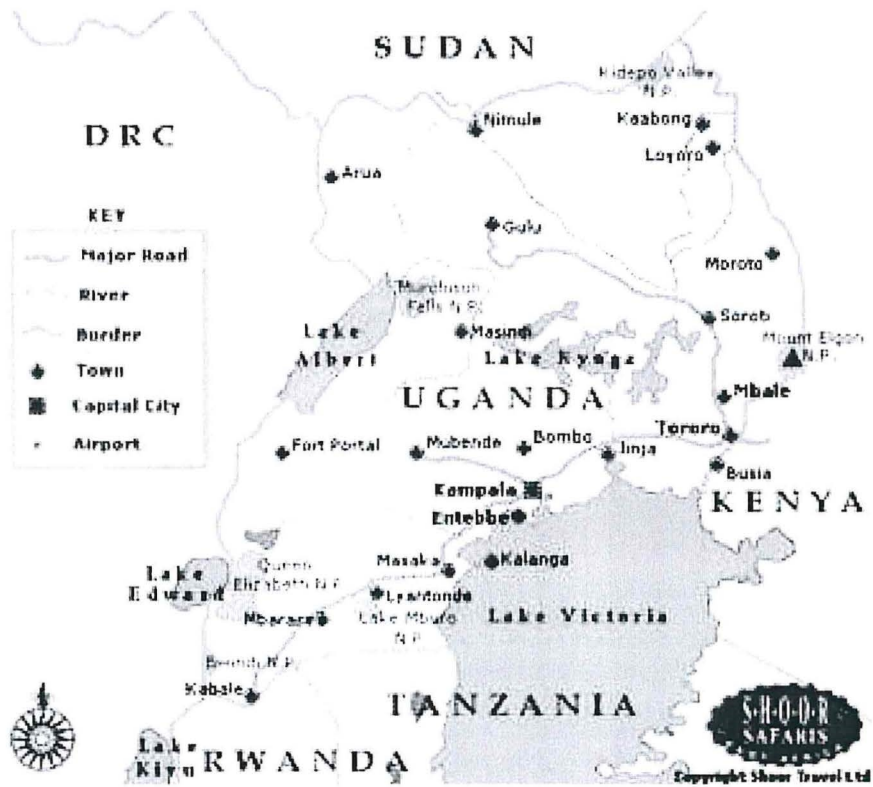 SUDAN
Kidepo Valley
N.P.
DRC
Nimule
Kaabong
Loyoro
Arua
KEY
Major Road
River
Border
Town
Capital City
Airport
Gulu
Moroto
Murchison
Falls N.P.
Soroti
Lake
Albert
Masindi
Lake Kyoga
Mount Elgon
N.P.
UGANDA
Mbale
Fort Portal
Mubende
Bombo
Jinja
Tororo
Busia
Kampala
KENYA
Entebbe
Masaka
Kalanga
Lake
Edward
Queen
Elizabeth N.P.
Lyantonde
Lake Victoria
Lake Mburo
N.P.
Kabale
TANZANIA
S·H·O·O·R
SAFARIS
Lake
Kivu
RWANDA
Copyright Shoor Travel Ltd